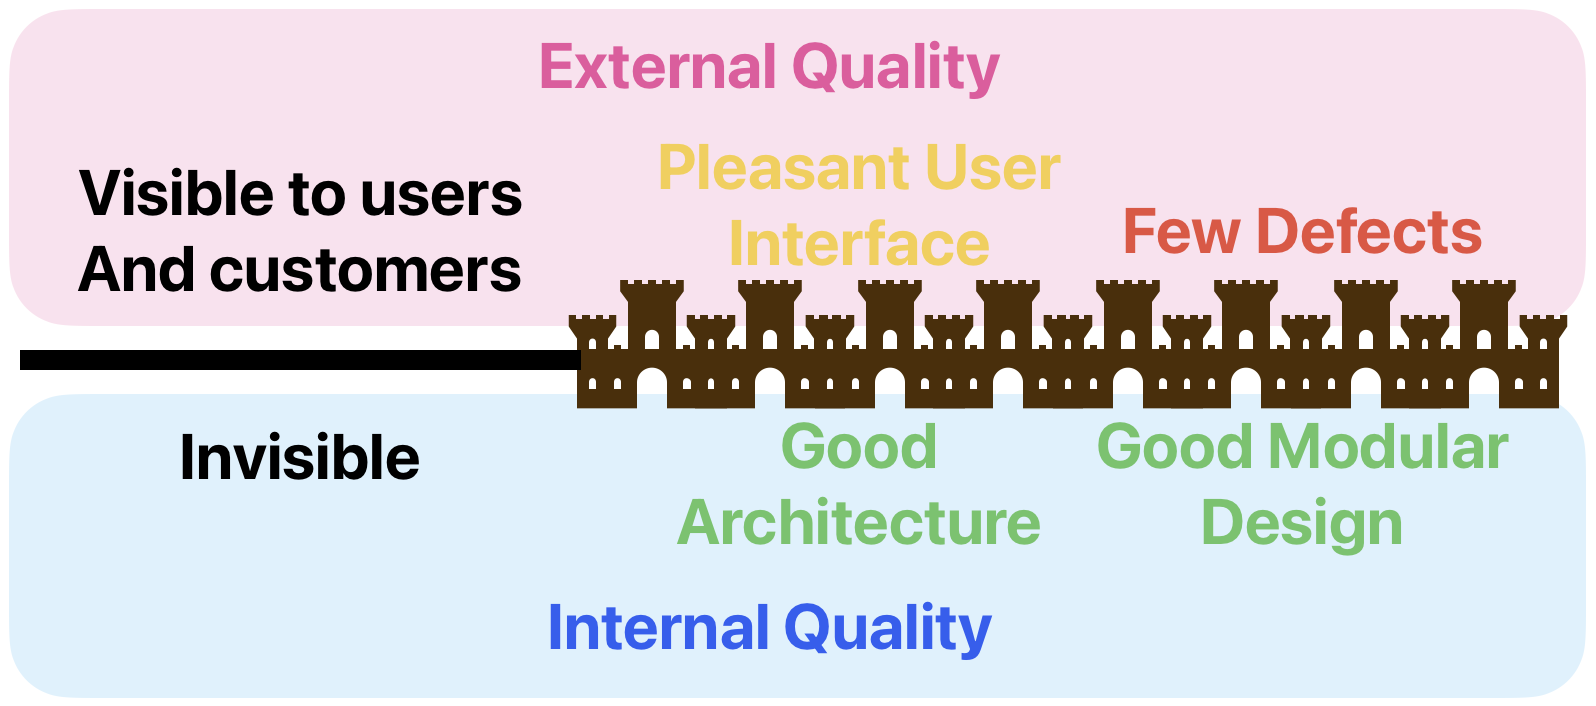 External Quality
Visible to users
And customers
Pleasant User
Interface
Few Defects
Invisible
Good
Architecture
Good Modular
Design
Internal Quality